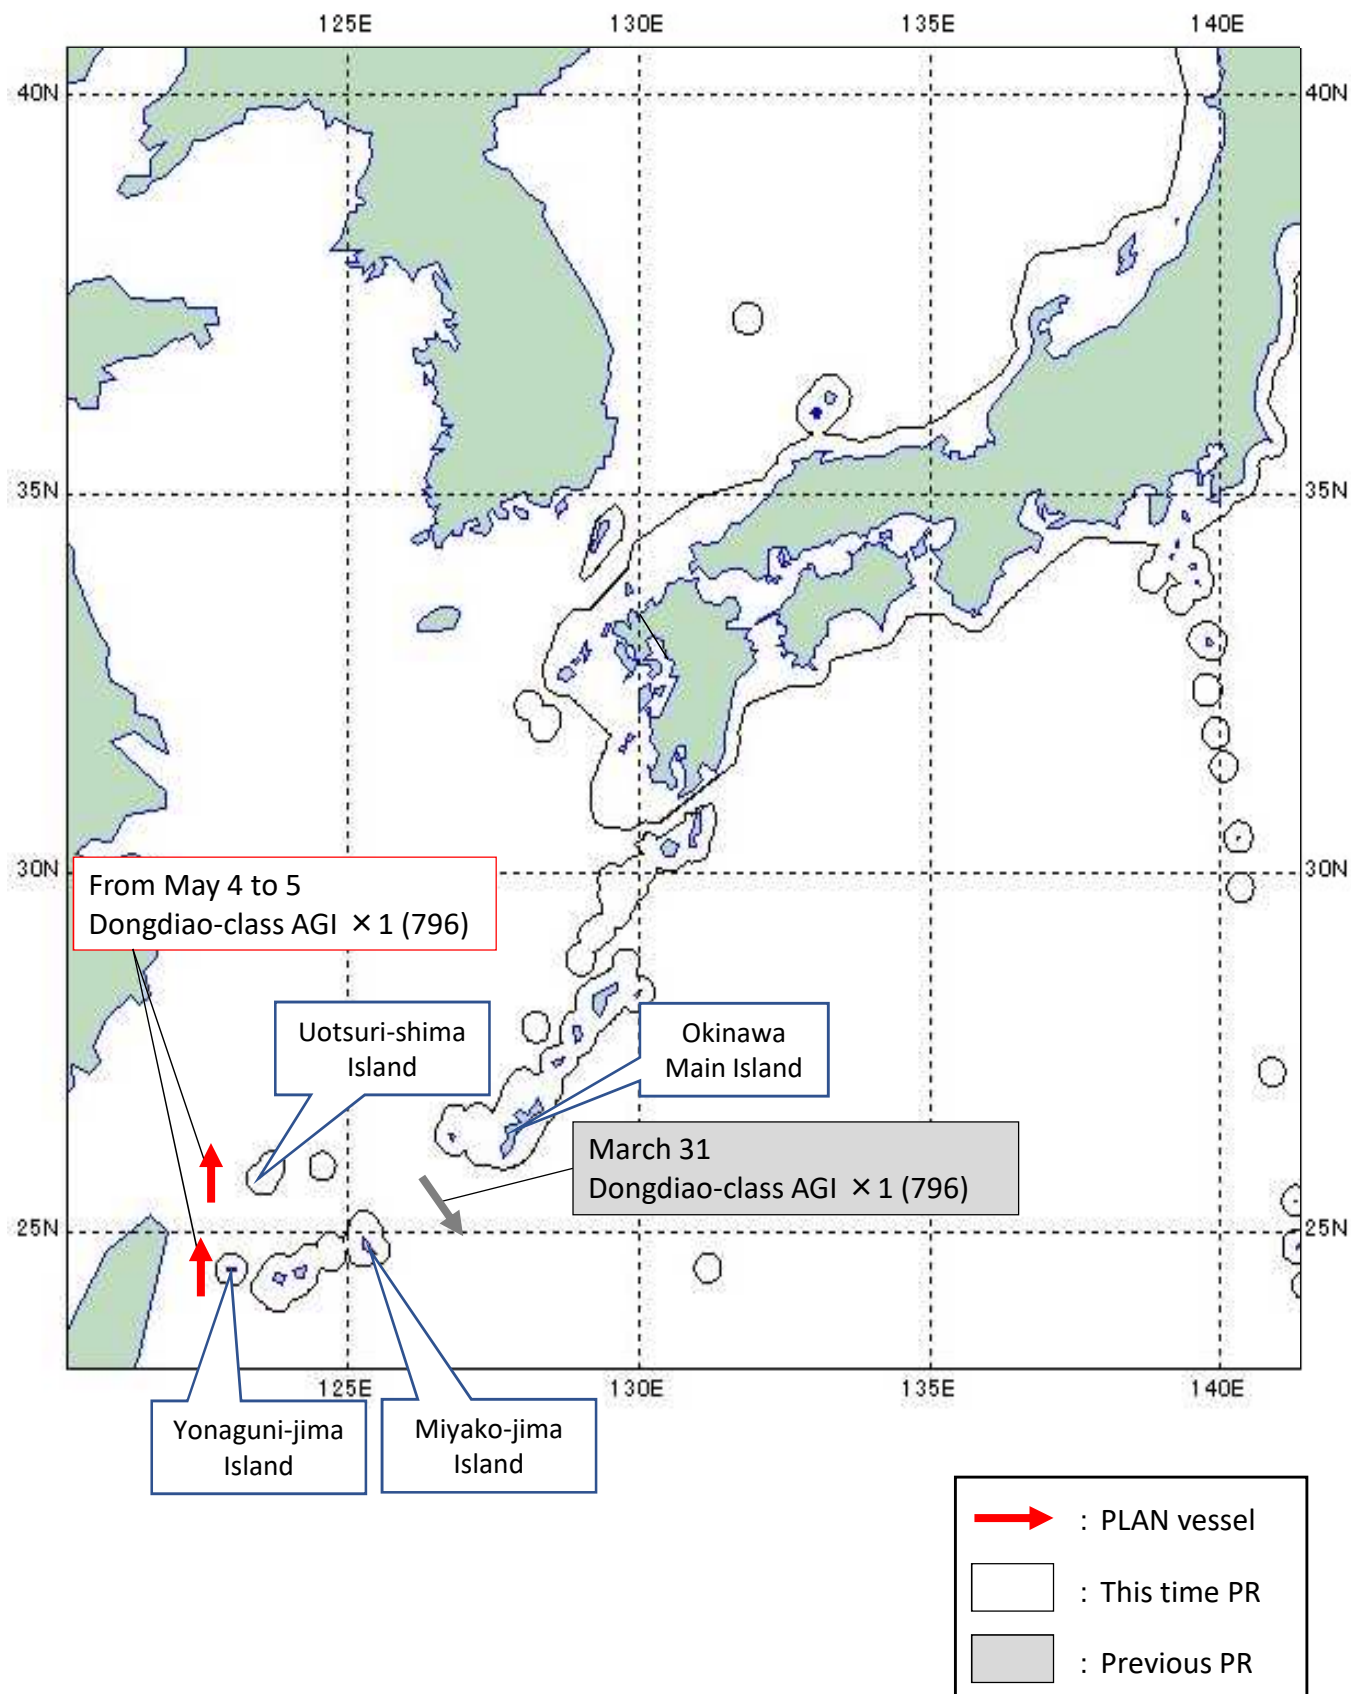 125E 130E 135E 140E
40N 40N
35N 35N
30N 30N
From May 4 to 5
Dongdiao-class AGI ×1 (796)
Uotsuri-shima
Island
Okinawa
Main Island
March 31
Dongdiao-class AGI ×1 (796)
25N 25N
125E 130E 135E 140E
Yonaguni-jima
Island
Miyako-jima
Island
: PLAN vessel
: This time PR
: Previous PR